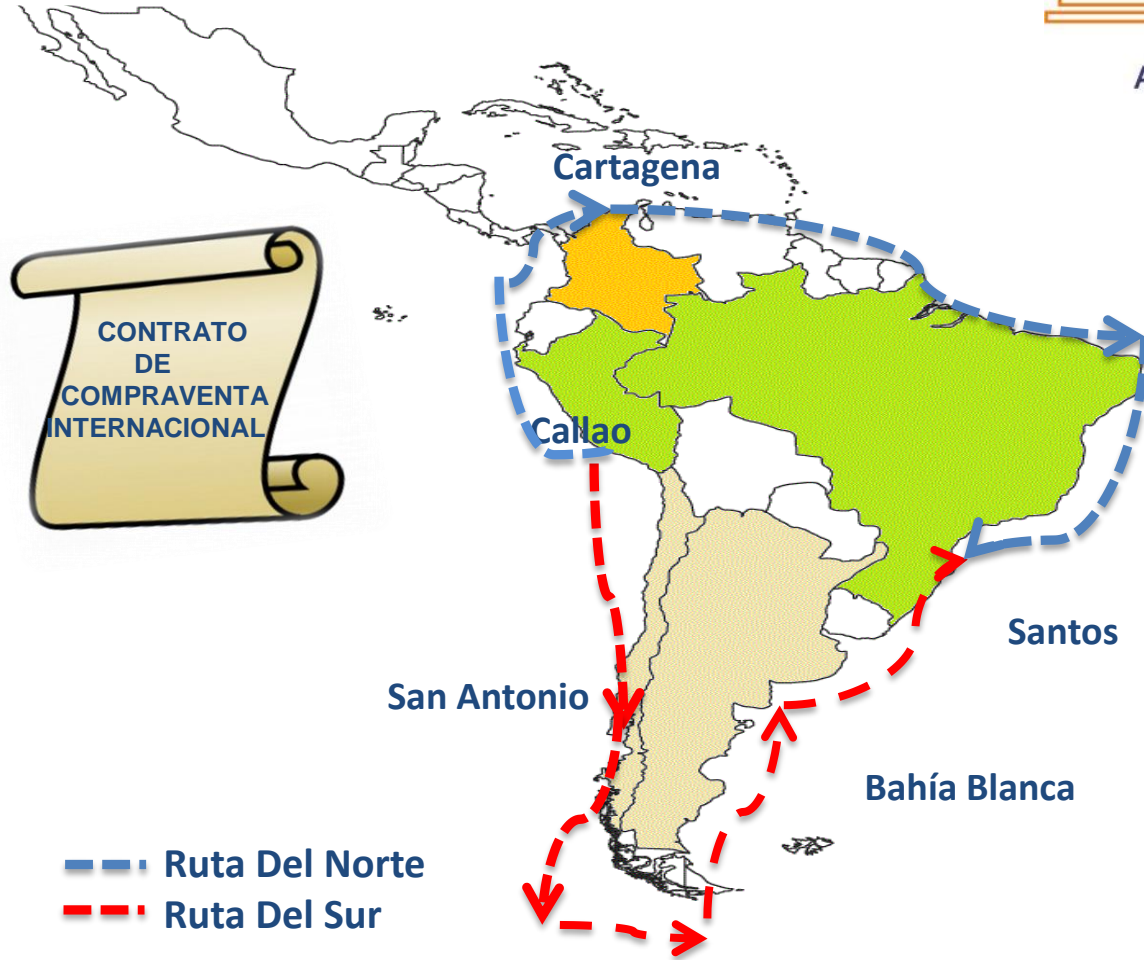 A
Cartagena
CONTRATO
DE
COMPRAVENTA
INTERNACIONAL
Callao
Santos
San Antonio
Bahía Blanca
Ruta Del Norte
Ruta Del Sur